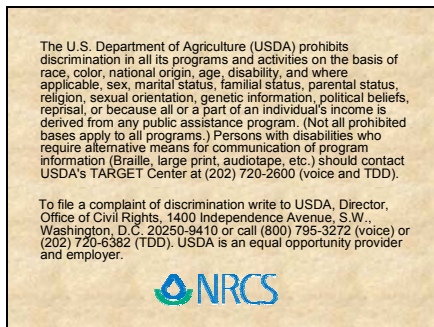 The U.S. Department of Agriculture (USDA) prohibits
discrimination in all its programs and activities on the basis of
race, color, national origin, age, disability, and where
applicable, sex, marital status, familial status, parental status,
religion, sexual orientation, genetic information, political beliefs,
reprisal, or because all or a part of an individual's income is
derived from any public assistance program. (Not all prohibited
bases apply to all programs.) Persons with disabilities who
require alternative means for communication of program
information (Braille, large print, audiotape, etc.) should contact
USDA's TARGET Center at (202) 720-2600 (voice and TDD).
To file a complaint of discrimination write to USDA, Director,
Office of Civil Rights, 1400 Independence Avenue, S.W.,
Washington, D.C. 20250-9410 or call (800) 795-3272 (voice) or
(202) 720-6382 (TDD). USDA is an equal opportunity provider
and employer.
NRCS